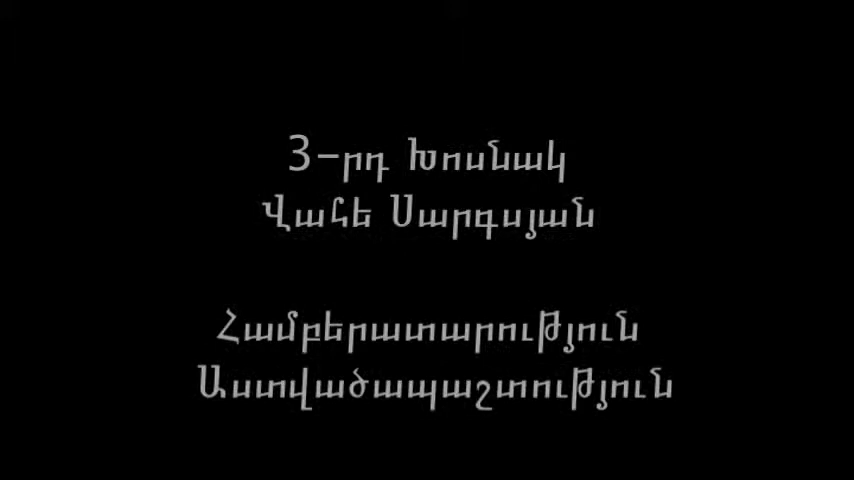 3-րդ Խոսնակ
Վահե Սարգսյան
Համբերատարություն
Աստվածապաշտություն